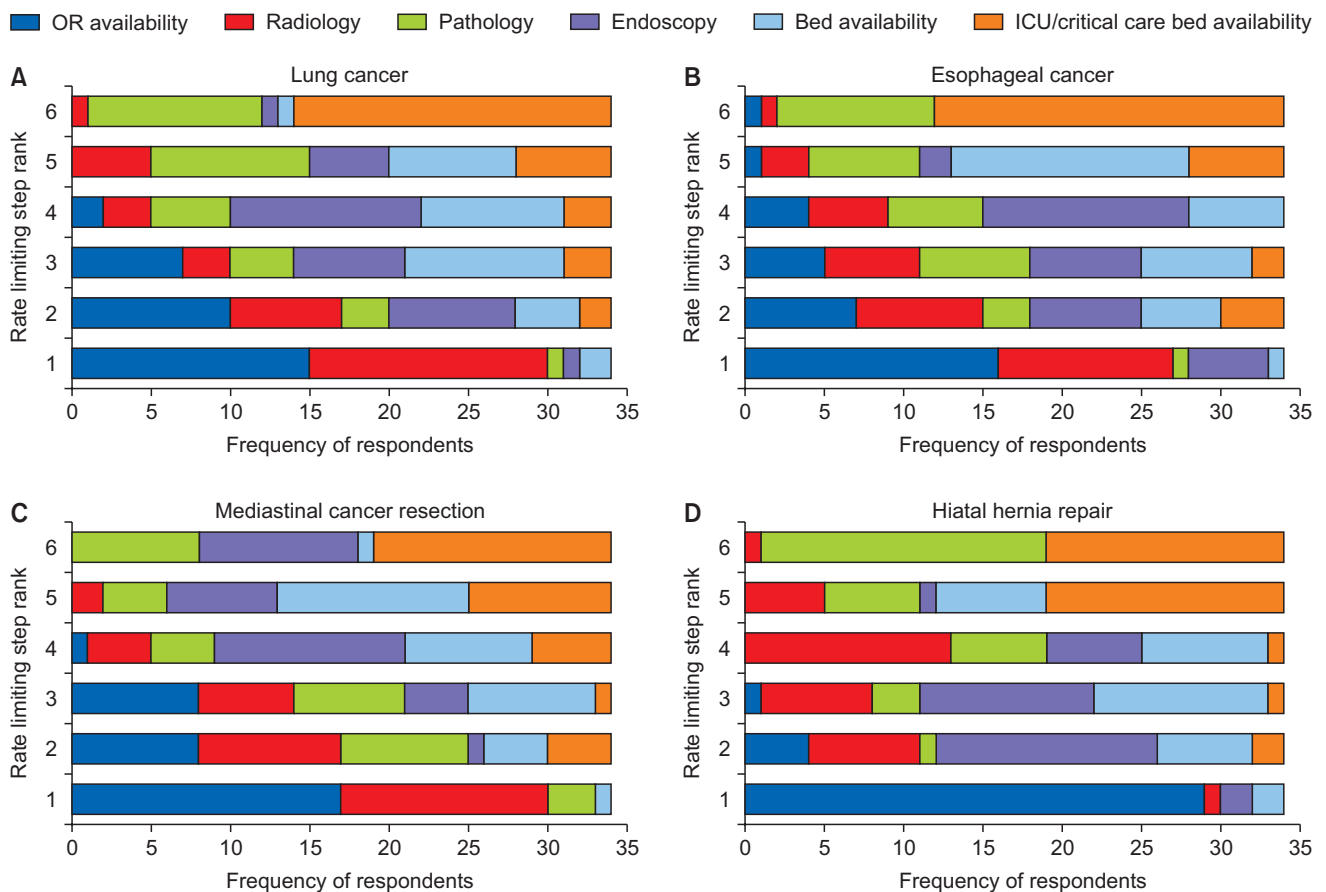 OR availability Radiology Pathology Endoscopy Bed availability ICU/critical care bed availability
A Lung cancer
Rate limiting step rank
6
5
4
3
2
1
0 5 10 15 20 25 30 35
Frequency of respondents
B Esophageal cancer
Rate limiting step rank
6
5
4
3
2
1
0 5 10 15 20 25 30 35
Frequency of respondents
C Mediastinal cancer resection
Rate limiting step rank
6
5
4
3
2
1
0 5 10 15 20 25 30 35
Frequency of respondents
D Hiatal hernia repair
Rate limiting step rank
6
5
4
3
2
1
0 5 10 15 20 25 30 35
Frequency of respondents